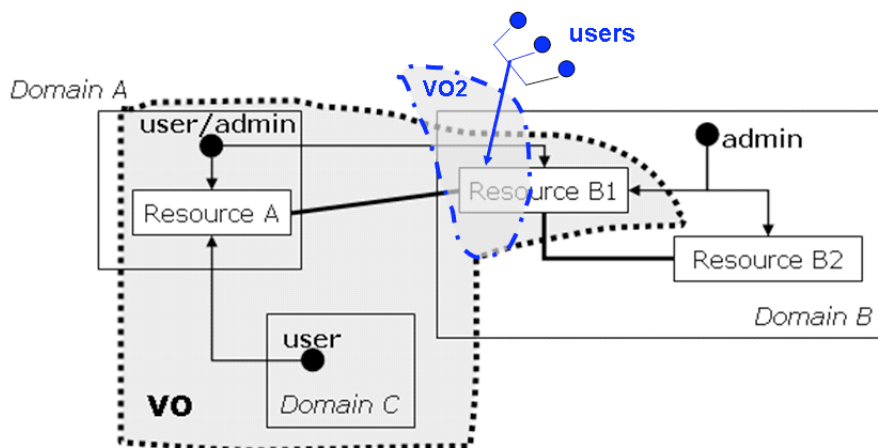 users
Domain A
VO2
user/admin
admin
Resource A
Resource B1
Resource B2
Domain B
user
VO
Domain C